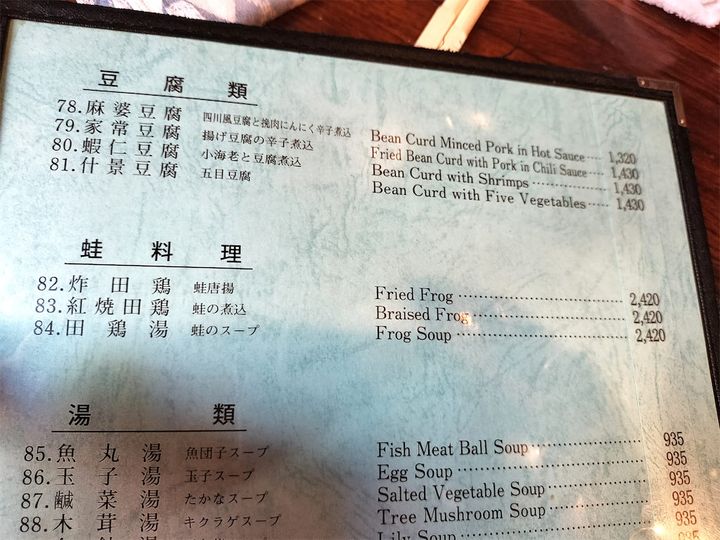 豆腐類
78.麻婆豆腐 四川風豆腐と挽肉にんにく辛子煮込 Bean Curd Minced Pork in Hot Sauce 1,320
79.家常豆腐 揚げ豆腐の辛子煮込 Fried Bean Curd with Pork in Chili Sauce 1,430
80.蝦仁豆腐 小海老と豆腐煮込 Bean Curd with Shrimps 1,430
81.什景豆腐 五目豆腐 Bean Curd with Five Vegetables 1,430
蛙料理
82.炸田鶏 蛙唐揚 Fried Frog 2,420
83.紅焼田鶏 蛙の煮込 Braised Frog 2,420
84.田鶏湯 蛙のスープ Frog Soup 2,420
湯類
85.魚丸湯 魚団子スープ Fish Meat Ball Soup 935
86.玉子湯 玉子スープ Egg Soup 935
87.鹹菜湯 たかなスープ Salted Vegetable Soup 935
88.木茸湯 キクラゲスープ Tree Mushroom Soup 935
Lily Soup 935